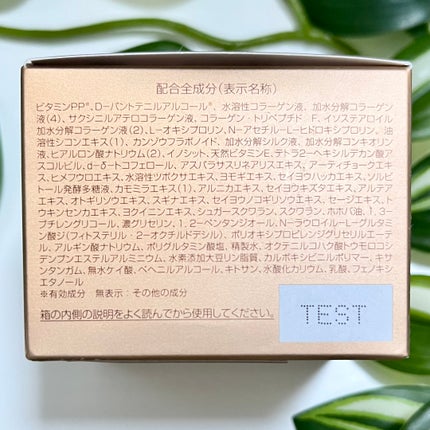 配合全成分(表示名称)
ビタミンPP*、D-パントテニルアルコール*、水溶性コラーゲン液、加水分解コラーゲン
液(4)、サクシニルアテロコラーゲン液、コラーゲン・トリペプチド F、イソステアロイル
加水分解コラーゲン液(2)、L-オキシプロリン、N-アセチル-L-ヒドロキシプロリン、油
溶性シコンエキス(1)、カンゾウフラボノイド、加水分解シルク液、加水分解コンキオリン
液、ヒアルロン酸ナトリウム(2)、イノシット、天然ビタミンE、テトラ2-ヘキシルデカン酸ア
スコルビル、d-δ-トコフェロール、アスパラサスリネアリスエキス、アーティチョークエキ
ス、ヒメフウロエキス、水溶性ツボクサエキス、ヨモギエキス、セイヨウハッカエキス、ソルビ
トール発酵多糖液、カモミラエキス(1)、アルニカエキス、セイヨウキズタエキス、アルテア
エキス、オトギリソウエキス、スギナエキス、セイヨウノコギリソウエキス、セージエキス、ト
ウキンセンカエキス、ヨクイニンエキス、シュガースクワラン、スクワラン、ホホバ油、1,3-
ブチレングリコール、濃グリセリン、1,2-ペンタンジオール、N-ラウロイル-L-グルタミ
ン酸ジ(フィトステリル・2-オクチルドデシル)、ポリオキシプロピレンジグリセリルエーテ
ル、アルギン酸ナトリウム、ポリグルタミン酸塩、精製水、オクテニルコハク酸トウモロコシ
デンプンエステルアルミニウム、水素添加大豆リン脂質、カルボキシビニルポリマー、キサ
ンタンガム、無水ケイ酸、ベヘニルアルコール、キトサン、水酸化カリウム、乳酸、フェノキシ
エタノール
※有効成分 無表示:その他の成分
箱の内側の説明をよく読んでから使用してください。
TEST